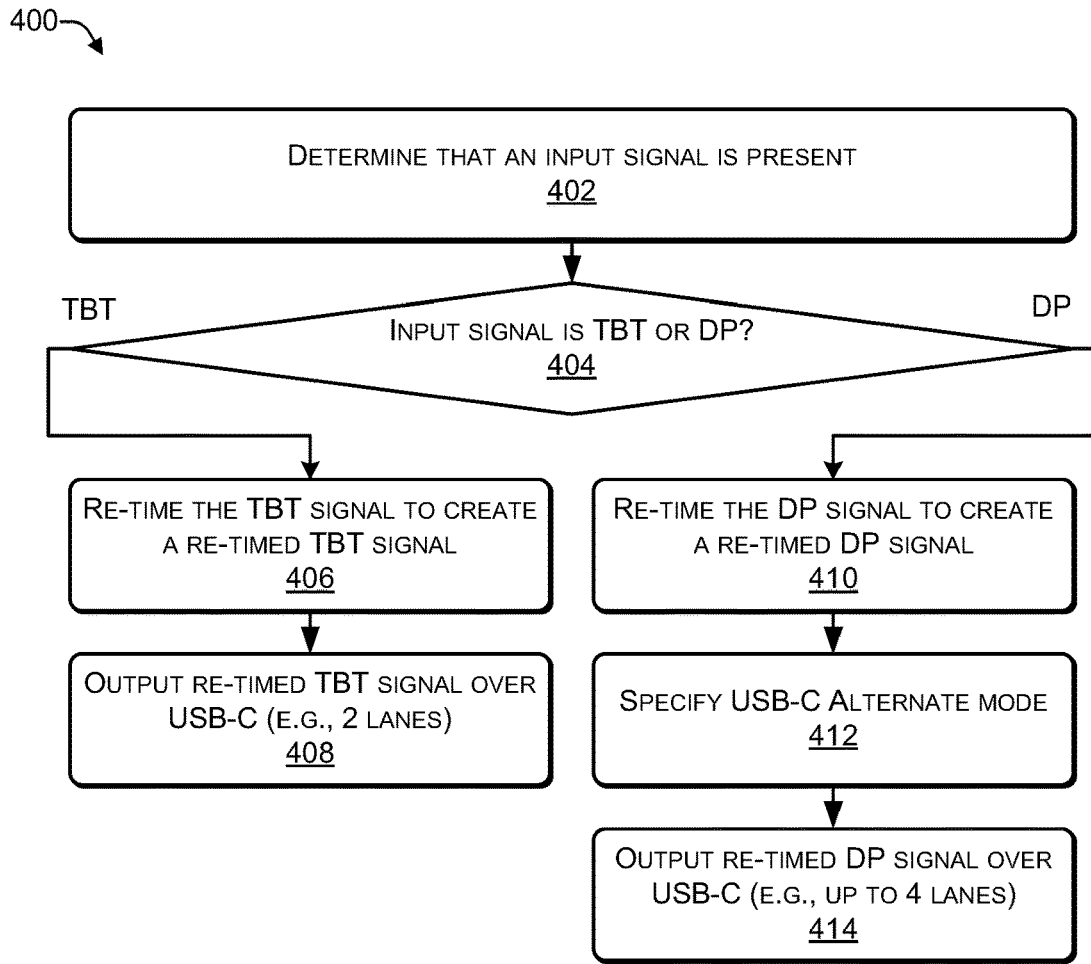 400
DETERMINE THAT AN INPUT SIGNAL IS PRESENT
402
TBT
DP
INPUT SIGNAL IS TBT OR DP?
404
RE-TIME THE TBT SIGNAL TO CREATE
A RE-TIMED TBT SIGNAL
406
RE-TIME THE DP SIGNAL TO CREATE
A RE-TIMED DP SIGNAL
410
OUTPUT RE-TIMED TBT SIGNAL OVER
USB-C (E.G., 2 LANES)
408
SPECIFY USB-C ALTERNATE MODE
412
OUTPUT RE-TIMED DP SIGNAL OVER
USB-C (E.G., UP TO 4 LANES)
414